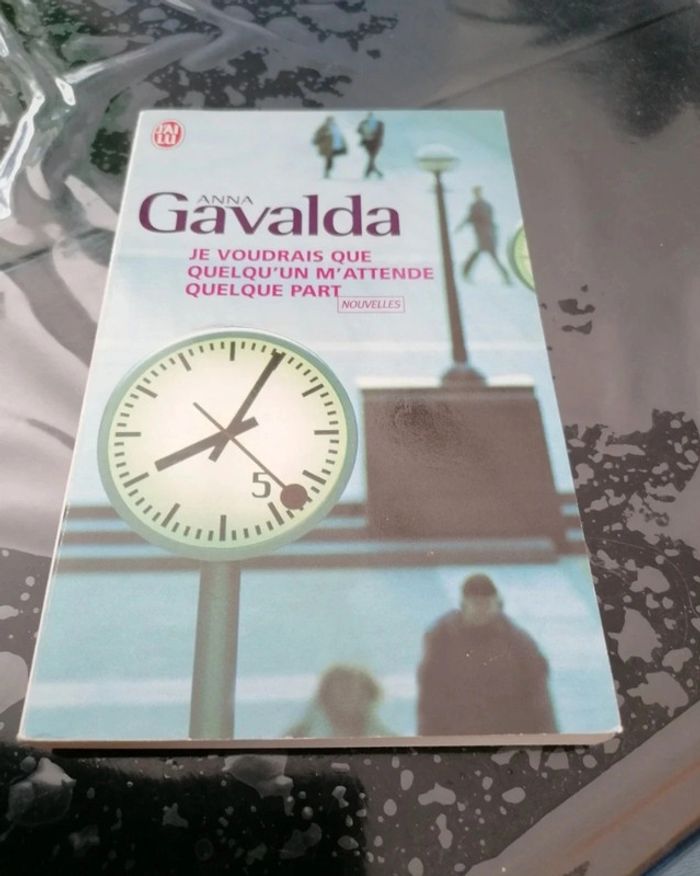 J'AI
LU
ANNA
Gavalda
JE VOUDRAIS QUE
QUELQU'UN M'ATTENDE
QUELQUE PART
NOUVELLES
5